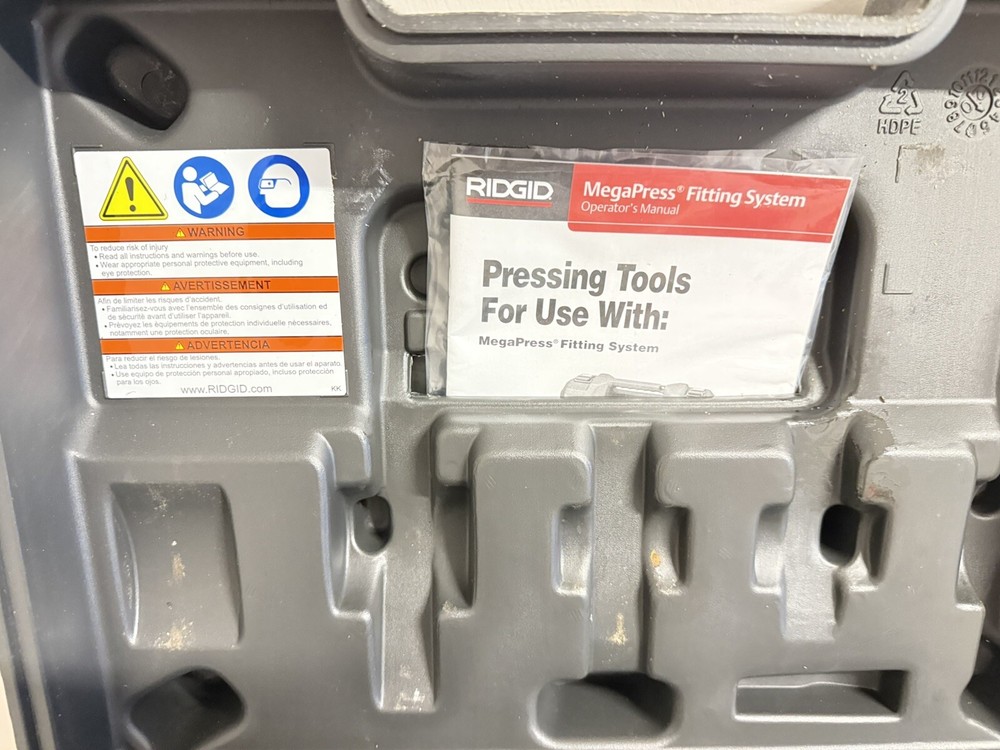 WARNING
To reduce risk of injury
• Read all instructions and warnings before use.
• Wear appropriate personal protective equipment, including
eye protection.
AVERTISSEMENT
Afin de limiter les risques d'accident.
• Familiarisez-vous avec l'ensemble des consignes d'utilisation ed
de sécurité avant d'utiliser l'appareil.
• Prévoyez les équipements de protection individuelle nécessaires,
notamment une protection oculaire.
ADVERTENCIA
Para reducir el riesgo de lesiones.
• Lea todas las instrucciones y advertencias antes de usar el aparato.
• Use equipo de protección personal apropiado, incluso protección
para los ojos.
www.RIDGID.com KK
RIDGID
MegaPress® Fitting System
Operator's Manual
Pressing Tools
For Use With:
MegaPress® Fitting System
2
HDPE